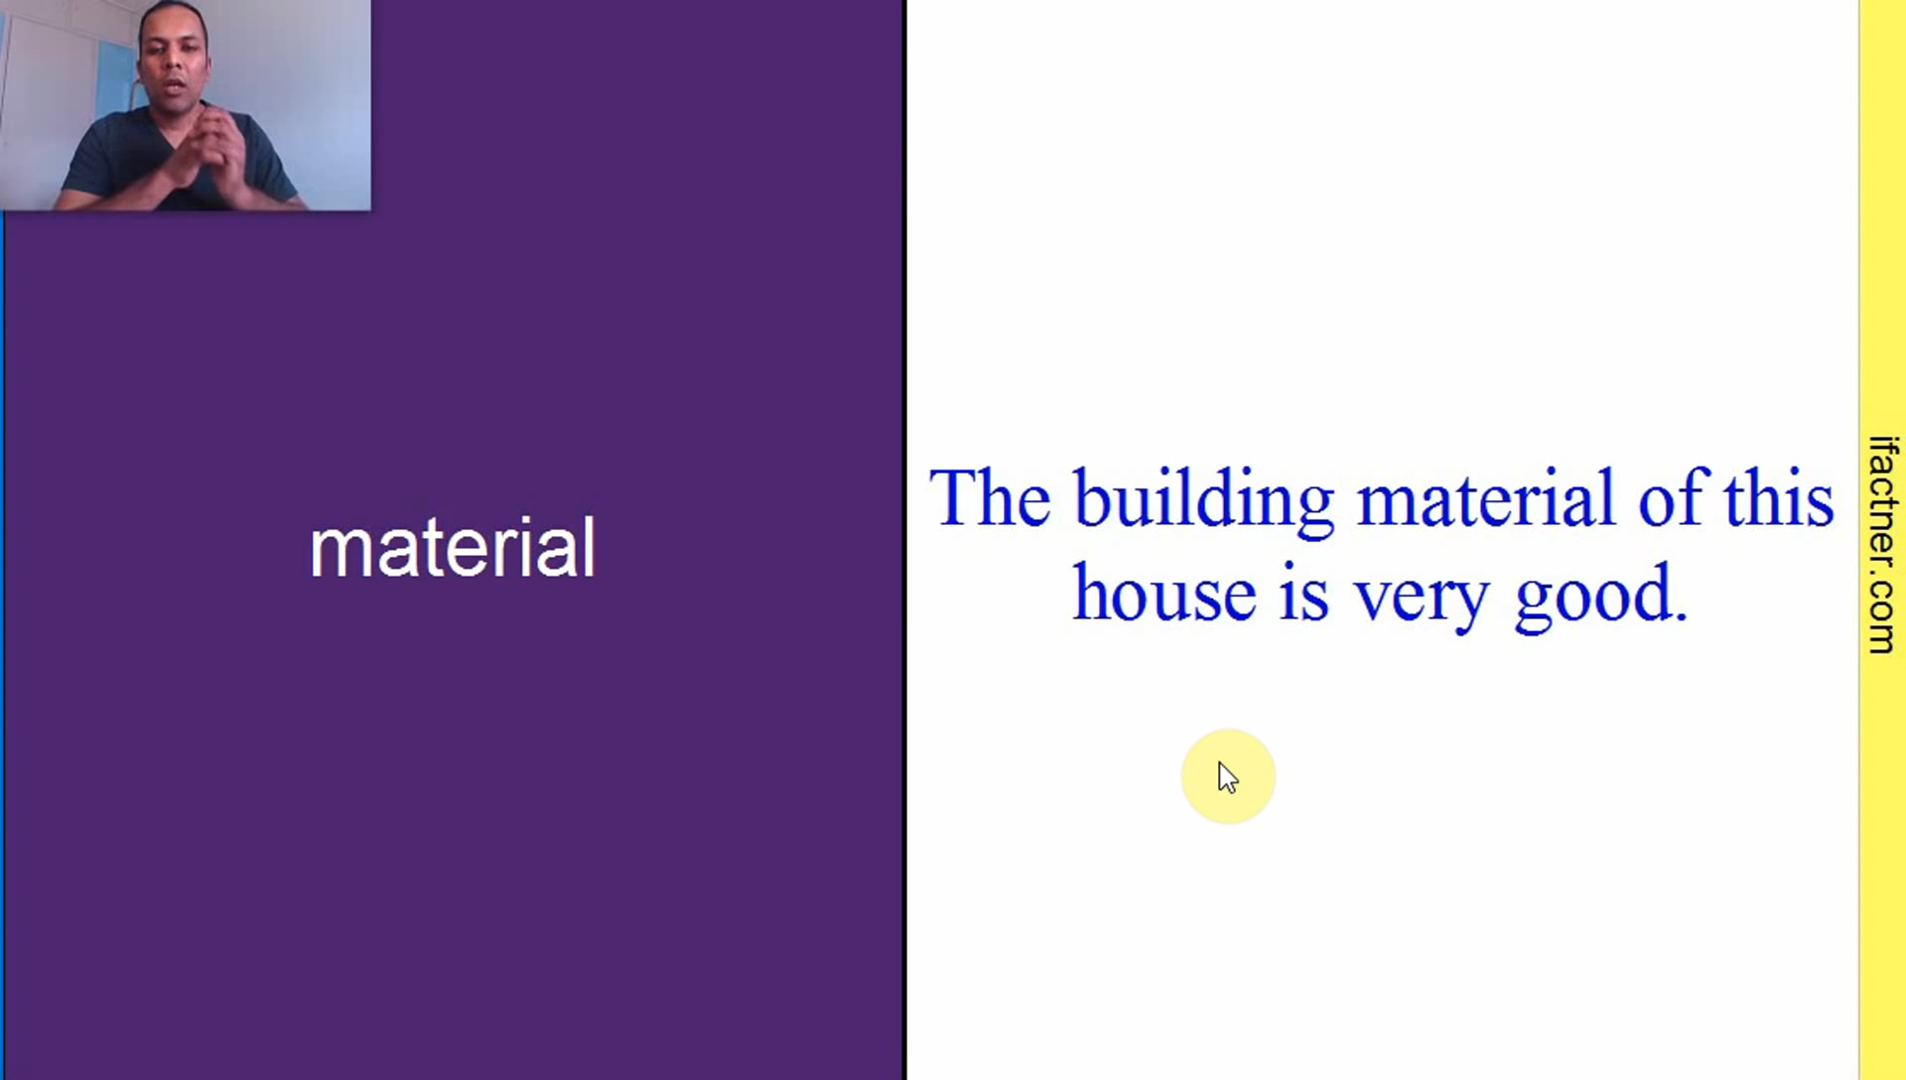 material
The building material of this
house is very good.
ifactner.com